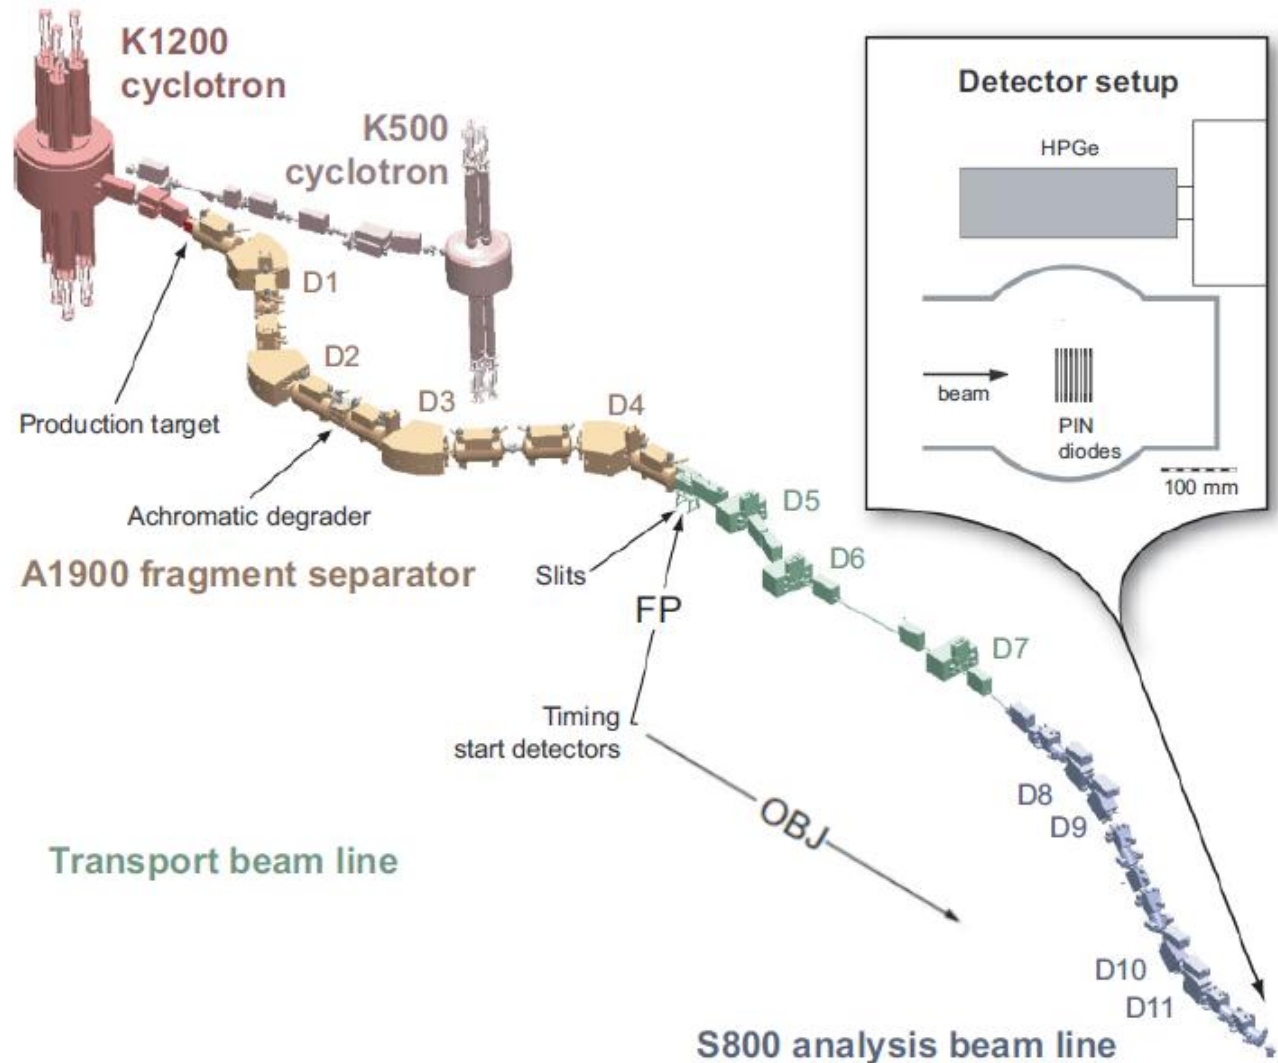 K1200
cyclotron
K500
cyclotron
Detector setup
HPGe
beam
PIN
diodes
100 mm
D1
D2
D3
D4
Production target
Achromatic degrader
A1900 fragment separator
Slits
FP
D5
D6
D7
Timing
start detectors
OBJ
D8
D9
Transport beam line
D10
D11
S800 analysis beam line